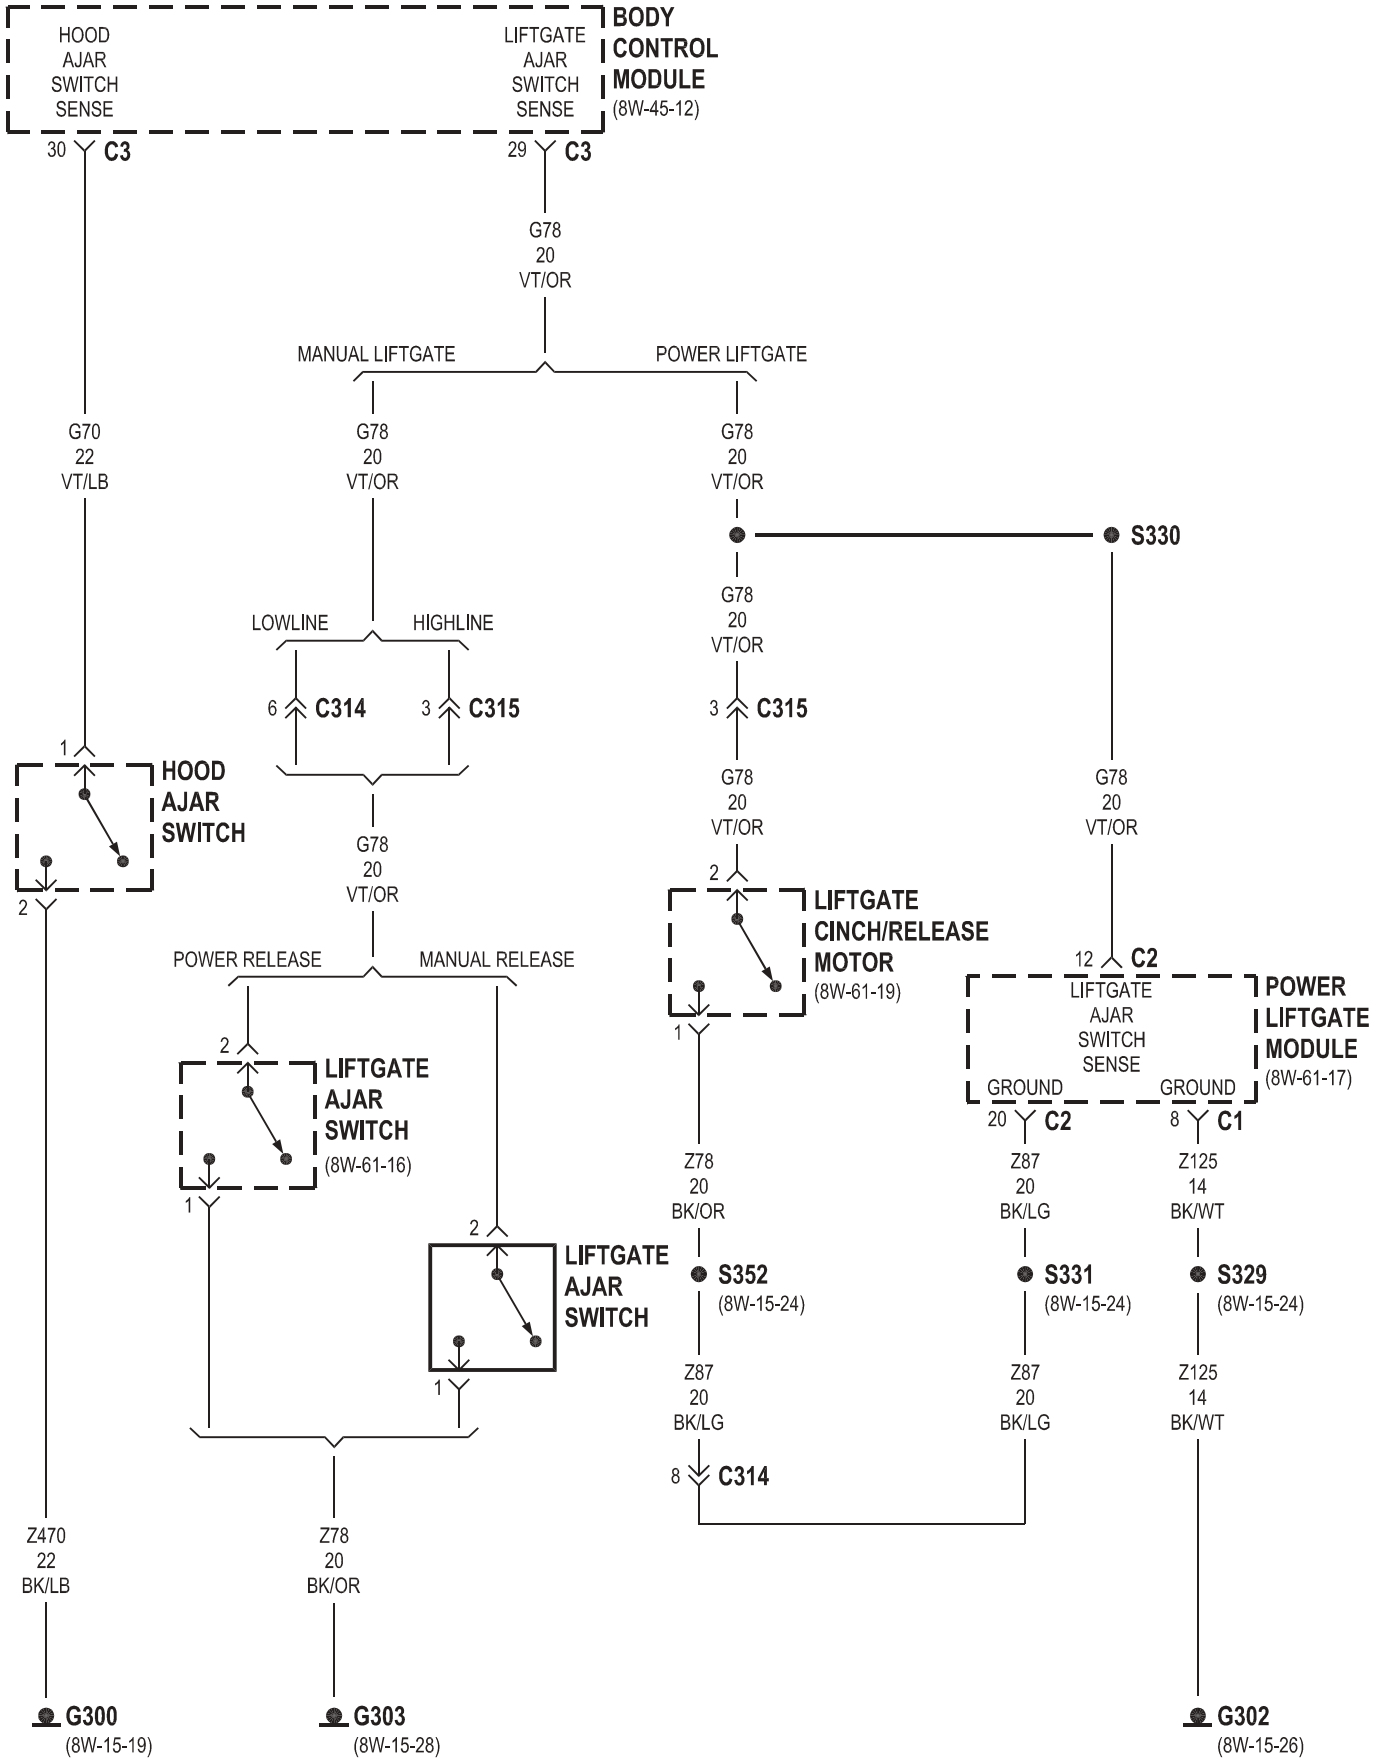 HOOD
AJAR
SWITCH
SENSE
LIFTGATE
AJAR
SWITCH
SENSE
BODY
CONTROL
MODULE
(8W-45-12)
30 C3
29 C3
G78
20
VT/OR
MANUAL LIFTGATE
POWER LIFTGATE
G70
22
VT/LB
G78
20
VT/OR
G78
20
VT/OR
S330
G78
20
VT/OR
LOWLINE
HIGHLINE
6 C314
3 C315
3 C315
1
HOOD
AJAR
SWITCH
2
G78
20
VT/OR
G78
20
VT/OR
G78
20
VT/OR
2
LIFTGATE
CINCH/RELEASE
MOTOR
(8W-61-19)
1
POWER RELEASE
MANUAL RELEASE
12 C2
LIFTGATE
AJAR
SWITCH
SENSE
GROUND
GROUND
POWER
LIFTGATE
MODULE
(8W-61-17)
20 C2
8 C1
2
LIFTGATE
AJAR
SWITCH
(8W-61-16)
1
Z78
20
BK/OR
Z87
20
BK/LG
Z125
14
BK/WT
2
LIFTGATE
AJAR
SWITCH
1
S352
(8W-15-24)
S331
(8W-15-24)
S329
(8W-15-24)
Z87
20
BK/LG
Z87
20
BK/LG
Z125
14
BK/WT
8 C314
Z470
22
BK/LB
Z78
20
BK/OR
G300
(8W-15-19)
G303
(8W-15-28)
G302
(8W-15-26)